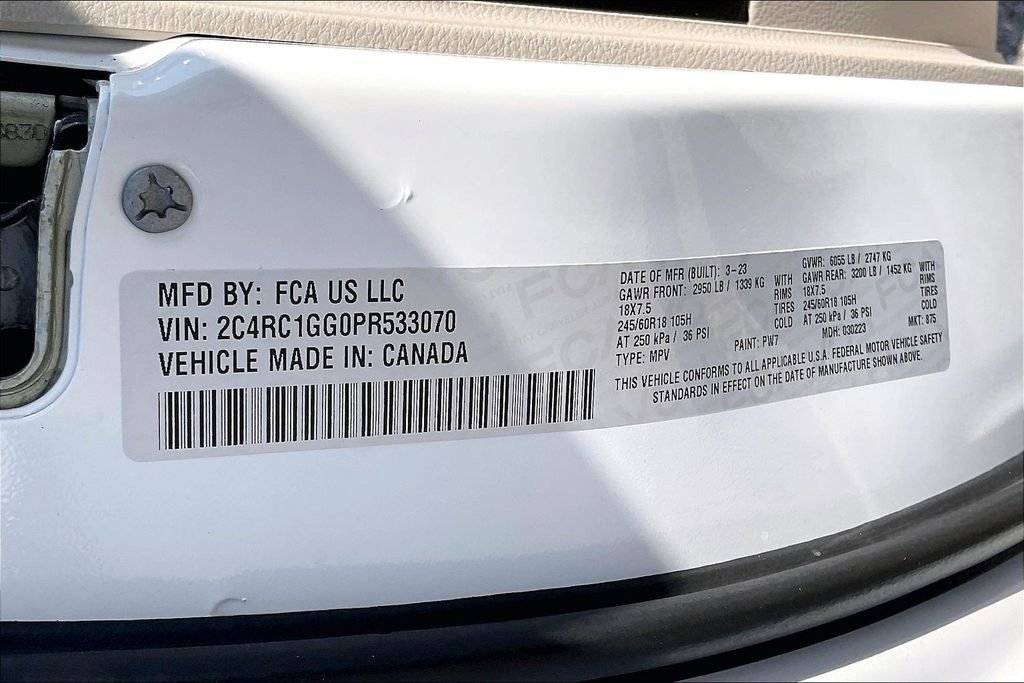 MFD BY: FCA US LLC
VIN: 2C4RC1GG0PR533070
VEHICLE MADE IN: CANADA
DATE OF MFR (BUILT): 3-23 GVWR: 6055 LB / 2747 KG
GAWR FRONT: 2950 LB / 1339 KG WITH GAWR REAR: 3200 LB / 1452 KG WITH
18X7.5 RIMS 18X7.5 RIMS
245/60R18 105H TIRES 245/60R18 105H TIRES
AT 250 kPa / 36 PSI COLD AT 250 kPa / 36 PSI COLD
TYPE: MPV PAINT: PW7 MDH: 030223 MKT: 875
THIS VEHICLE CONFORMS TO ALL APPLICABLE U.S.A. FEDERAL MOTOR VEHICLE SAFETY
STANDARDS IN EFFECT ON THE DATE OF MANUFACTURE SHOWN ABOVE.